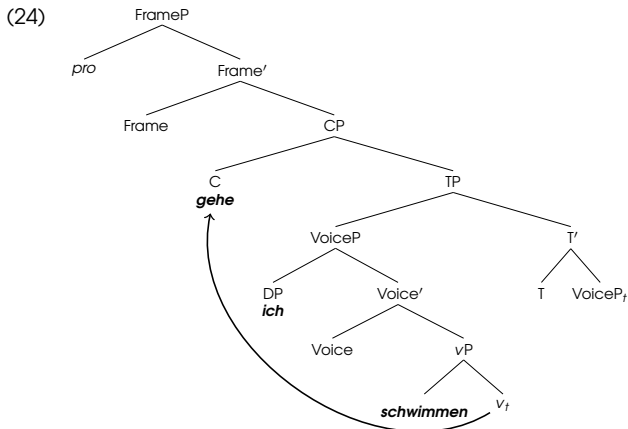 (24)
FrameP
pro Frame′
Frame CP
C TP
gehe
VoiceP T′
DP Voice′ T VoicePₜ
ich
Voice vP
schwimmen vₜ